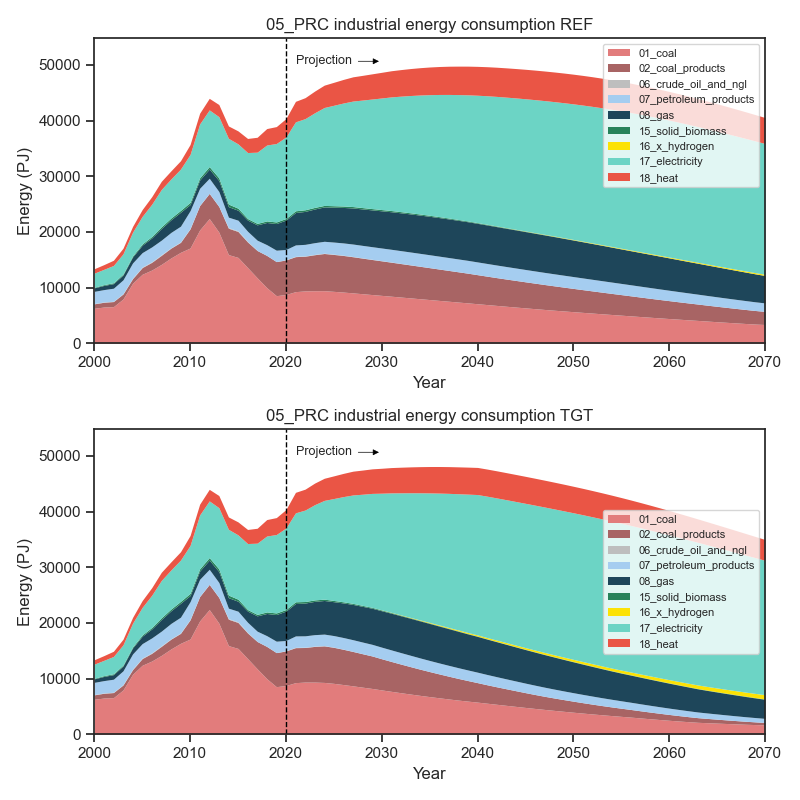 05_PRC industrial energy consumption REF
50000
40000
30000
20000
10000
0
Energy (PJ)
Projection
01_coal
02_coal_products
06_crude_oil_and_ngl
07_petroleum_products
08_gas
15_solid_biomass
16_x_hydrogen
17_electricity
18_heat
2000 2010 2020 2030 2040 2050 2060 2070
Year
05_PRC industrial energy consumption TGT
50000
40000
30000
20000
10000
0
Energy (PJ)
Projection
01_coal
02_coal_products
06_crude_oil_and_ngl
07_petroleum_products
08_gas
15_solid_biomass
16_x_hydrogen
17_electricity
18_heat
2000 2010 2020 2030 2040 2050 2060 2070
Year